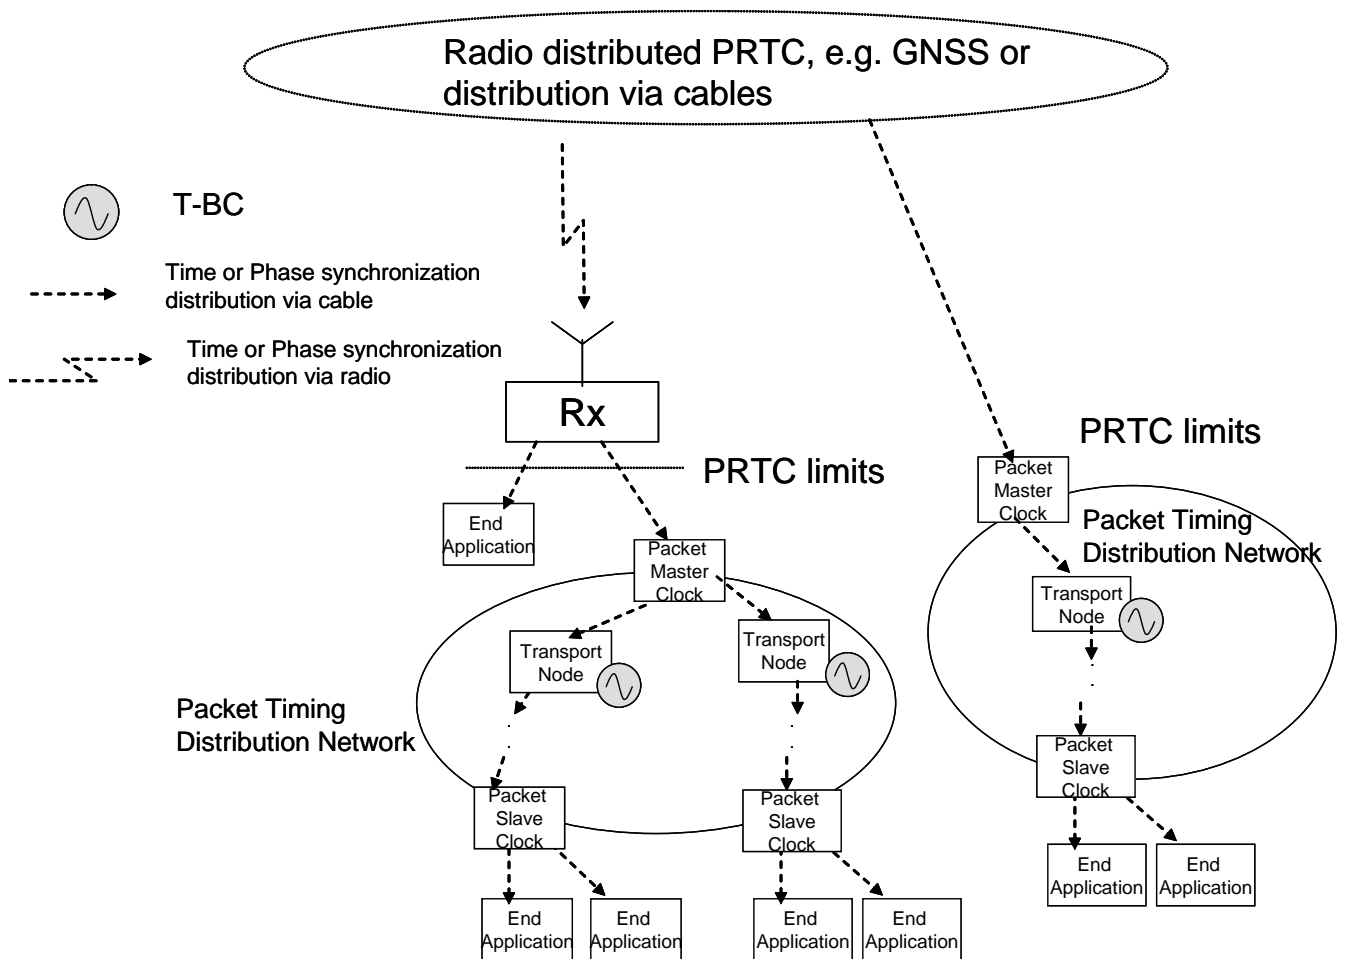 Radio distributed PRTC, e.g. GNSS or
distribution via cables
T-BC
Time or Phase synchronization
distribution via cable
Time or Phase synchronization
distribution via radio
Rx
PRTC limits
PRTC limits
End
Application
Packet
Master
Clock
Packet
Master
Clock
Packet Timing
Distribution Network
Transport
Node
Transport
Node
Transport
Node
Packet Timing
Distribution Network
Packet
Slave
Clock
Packet
Slave
Clock
Packet
Slave
Clock
End
Application
End
Application
End
Application
End
Application
End
Application
End
Application